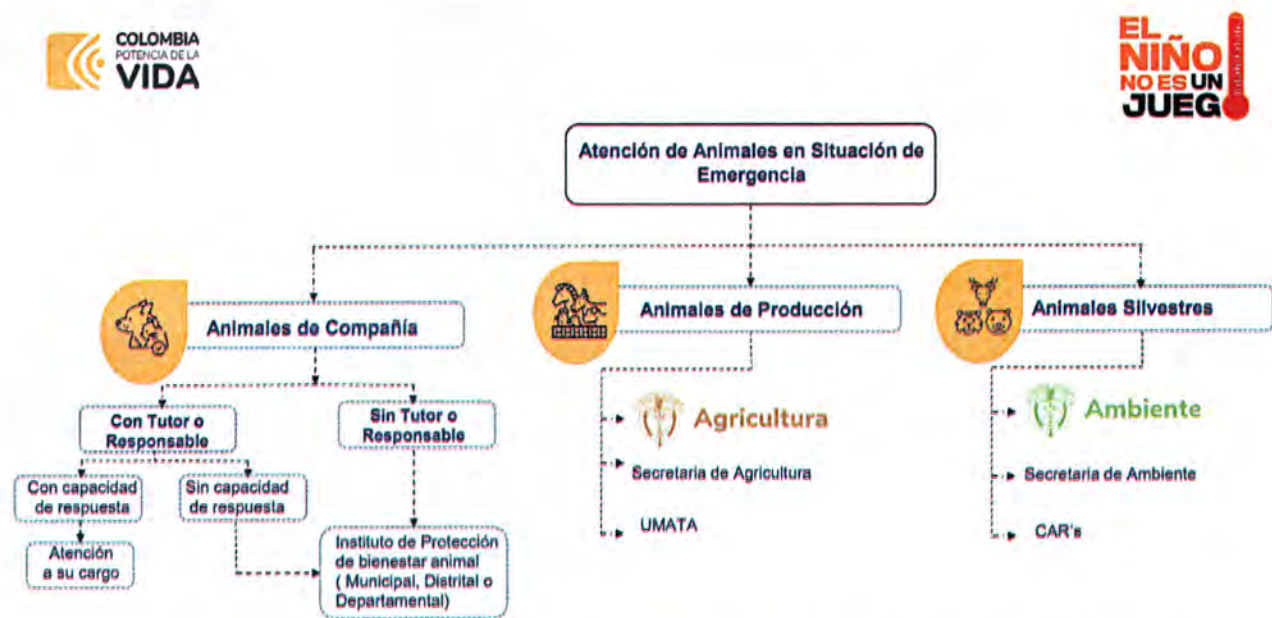 COLOMBIA
POTENCIA DE LA
VIDA
EL
NIÑO
NO ES UN
JUEGO
Atención de Animales en Situación de
Emergencia
Animales de Compañía
Animales de Producción
Animales Silvestres
Con Tutor o
Responsable
Sin Tutor o
Responsable
Con capacidad
de respuesta
Sin capacidad
de respuesta
Atención
a su cargo
Instituto de Protección
de bienestar animal
( Municipal, Distrital o
Departamental)
Agricultura
Secretaria de Agricultura
UMATA
Ambiente
Secretaria de Ambiente
CAR's